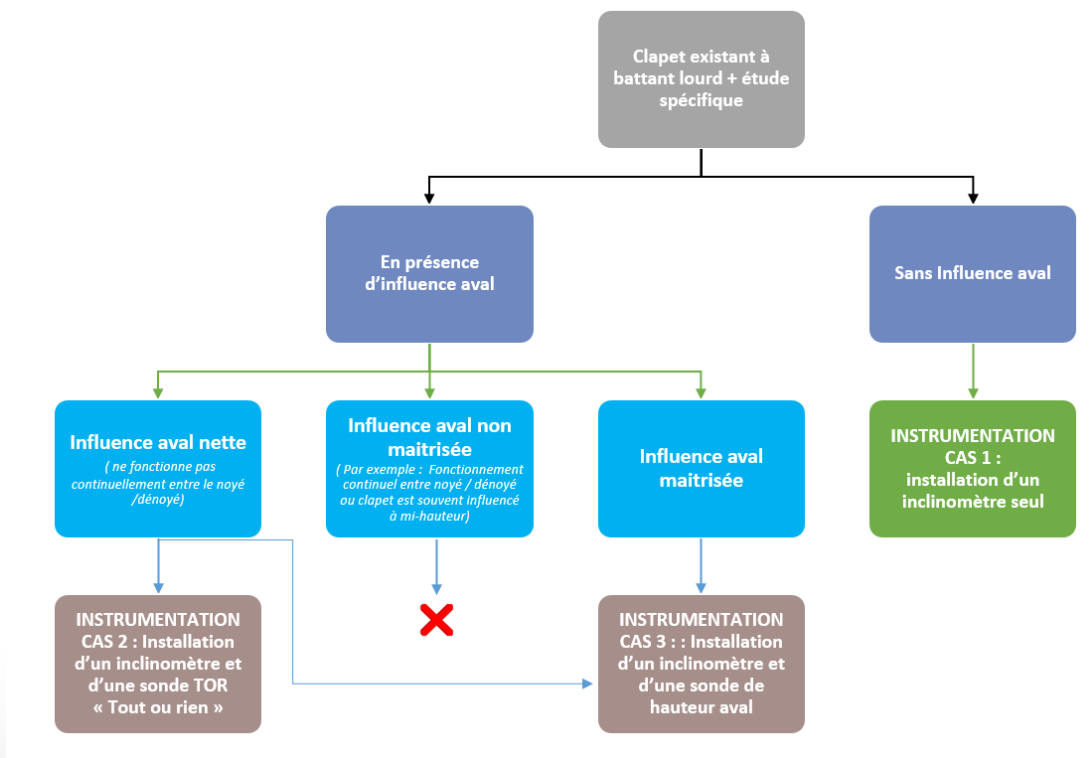 Clapet existant à
battant lourd + étude
spécifique
En présence
d’influence aval
Sans Influence aval
Influence aval nette
( ne fonctionne pas
continuellement entre le noyé
/dénoyé)
Influence aval non
maitrisée
( Par exemple :  Fonctionnement
continuel entre noyé / dénoyé
ou clapet est souvent influencé
à mi-hauteur)
Influence aval
maitrisée
INSTRUMENTATION
CAS 1 :
installation d’un
inclinomètre seul
INSTRUMENTATION
CAS 2 : Installation
d’un inclinomètre et
d’une sonde TOR
« Tout ou rien »
INSTRUMENTATION
CAS 3 : : Installation
d’un inclinomètre et
d’une sonde de
hauteur aval